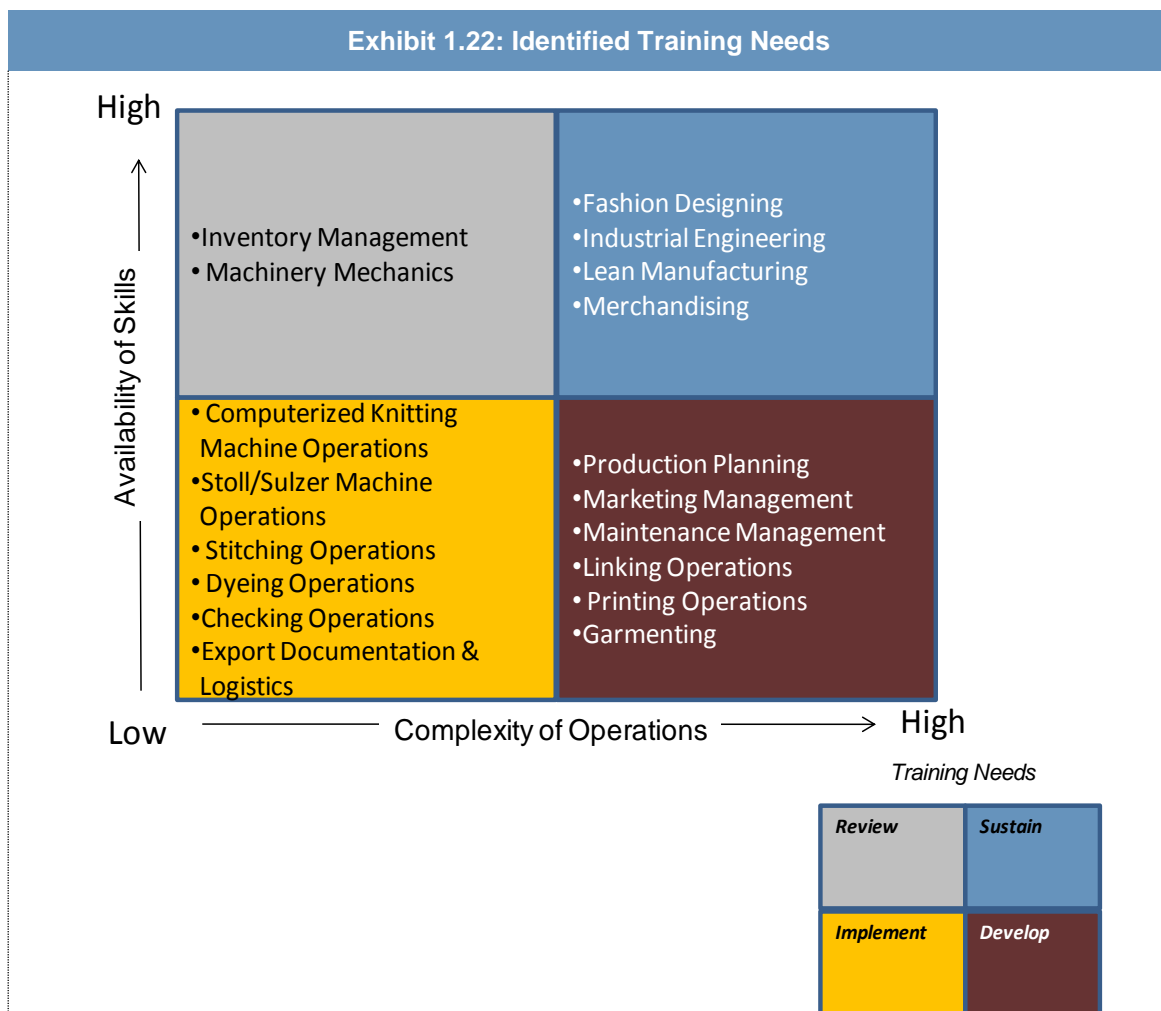 Exhibit 1.22: Identified Training Needs
High
Availability of Skills
•Inventory Management
• Machinery Mechanics
•Fashion Designing
•Industrial Engineering
•Lean Manufacturing
•Merchandising
• Computerized Knitting
Machine Operations
•Stoll/Sulzer Machine
Operations
• Stitching Operations
• Dyeing Operations
•Checking Operations
•Export Documentation &
Logistics
•Production Planning
•Marketing Management
•Maintenance Management
•Linking Operations
• Printing Operations
•Garmenting
Low
Complexity of Operations
High
Training Needs
Review
Sustain
Implement
Develop